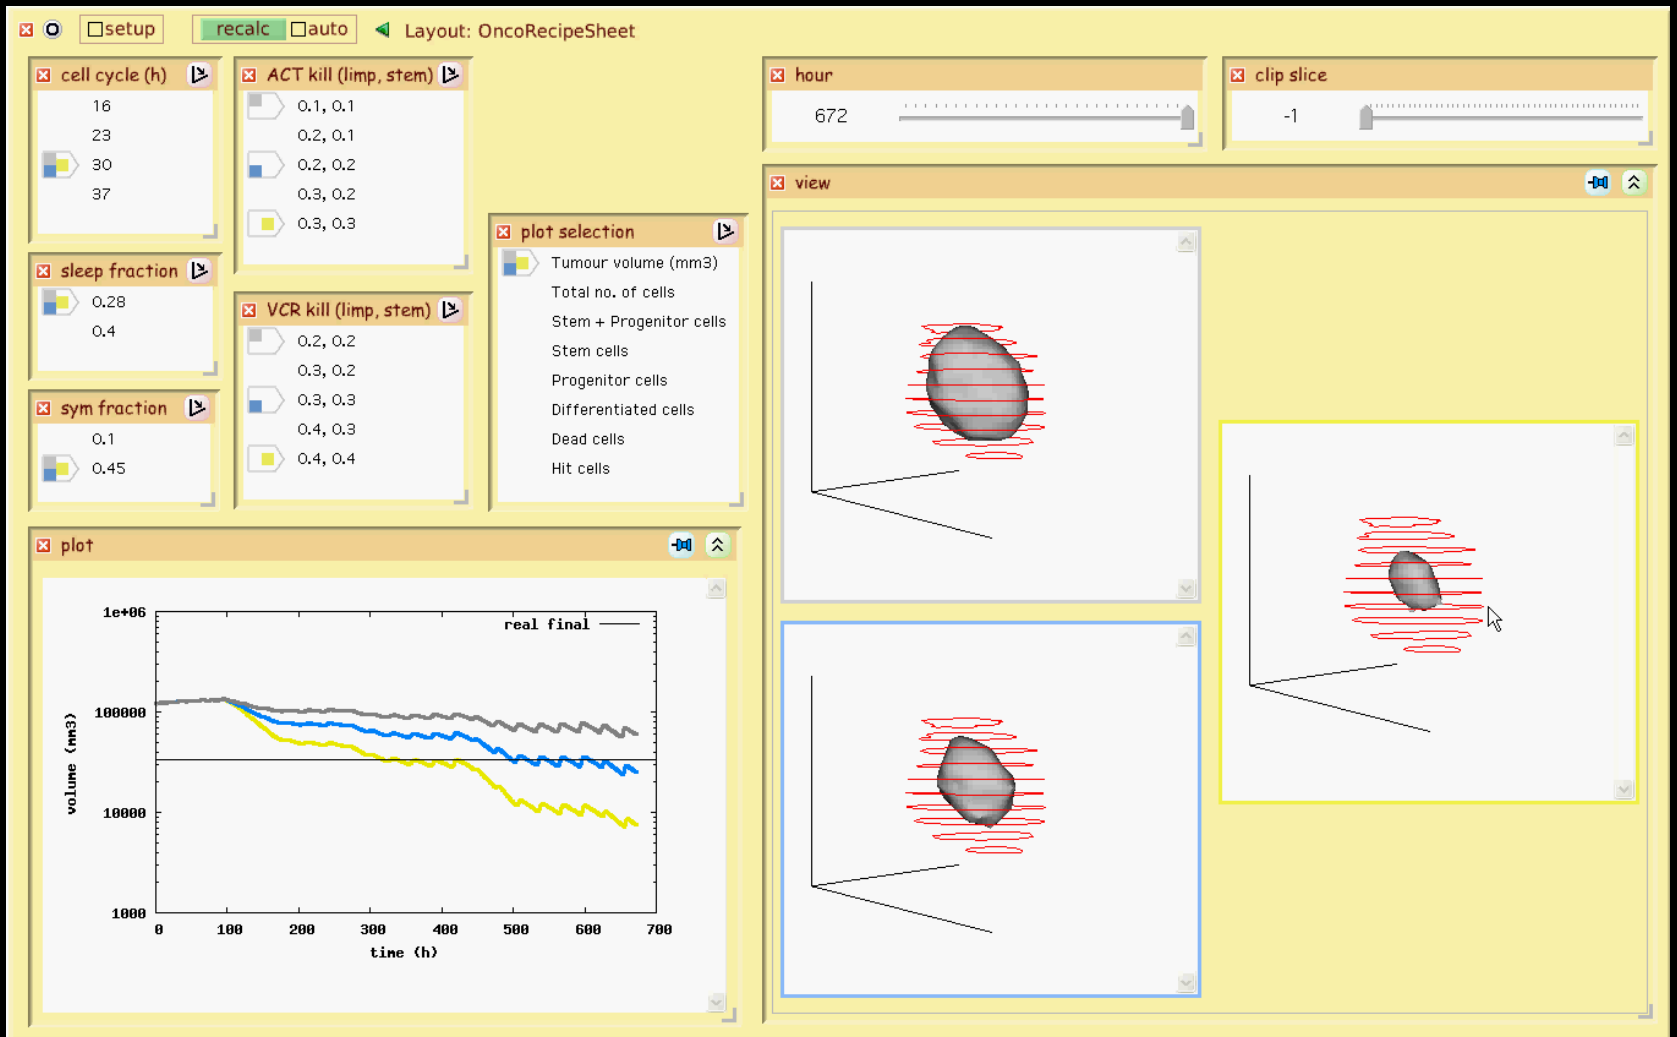 setup
recalc
auto
Layout: OncoRecipeSheet
cell cycle (h)
16
23
30
37
sleep fraction
0.28
0.4
sym fraction
0.1
0.45
ACT kill (limp, stem)
0.1, 0.1
0.2, 0.1
0.2, 0.2
0.3, 0.2
0.3, 0.3
VCR kill (limp, stem)
0.2, 0.2
0.3, 0.2
0.3, 0.3
0.4, 0.3
0.4, 0.4
plot selection
Tumour volume (mm3)
Total no. of cells
Stem + Progenitor cells
Stem cells
Progenitor cells
Differentiated cells
Dead cells
Hit cells
hour
672
clip slice
-1
view
plot
1e+06
real final
100000
volume (mm3)
10000
1000
0 100 200 300 400 500 600 700
time (h)